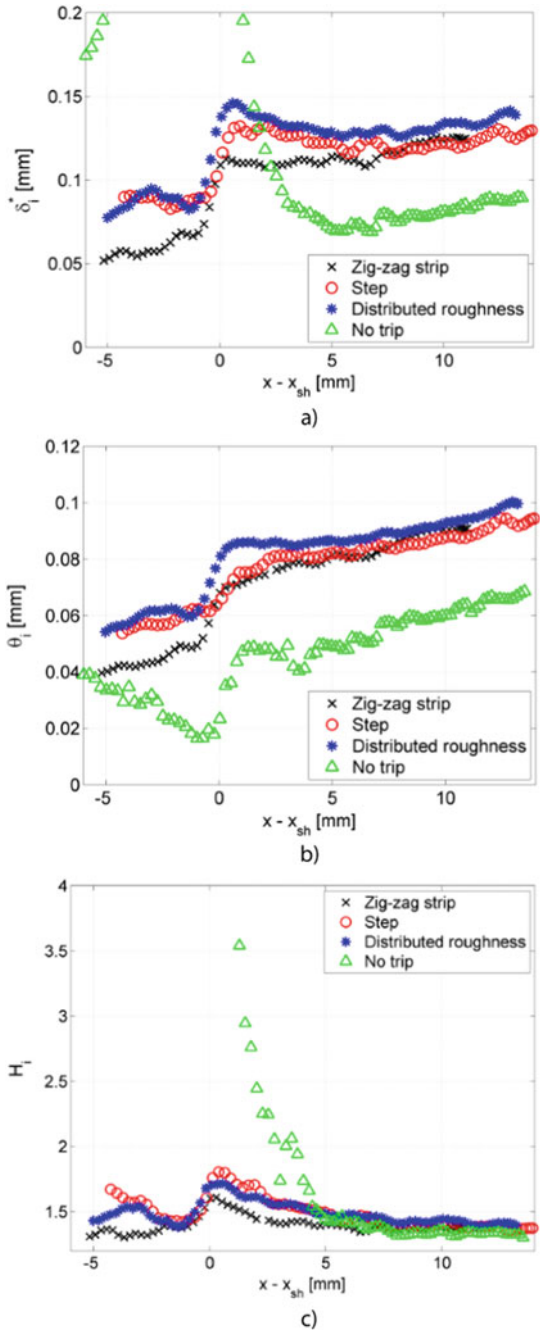 0.2
0.15
0.1
0.05
0
δ*i [mm]
-5 0 5 10
x - xsh [mm]
Zig-zag strip
Step
Distributed roughness
No trip
a)
0.12
0.1
0.08
0.06
0.04
0.02
0
θi [mm]
-5 0 5 10
x - xsh [mm]
Zig-zag strip
Step
Distributed roughness
No trip
b)
4
3.5
3
2.5
2
1.5
Hi
-5 0 5 10
x - xsh [mm]
Zig-zag strip
Step
Distributed roughness
No trip
c)